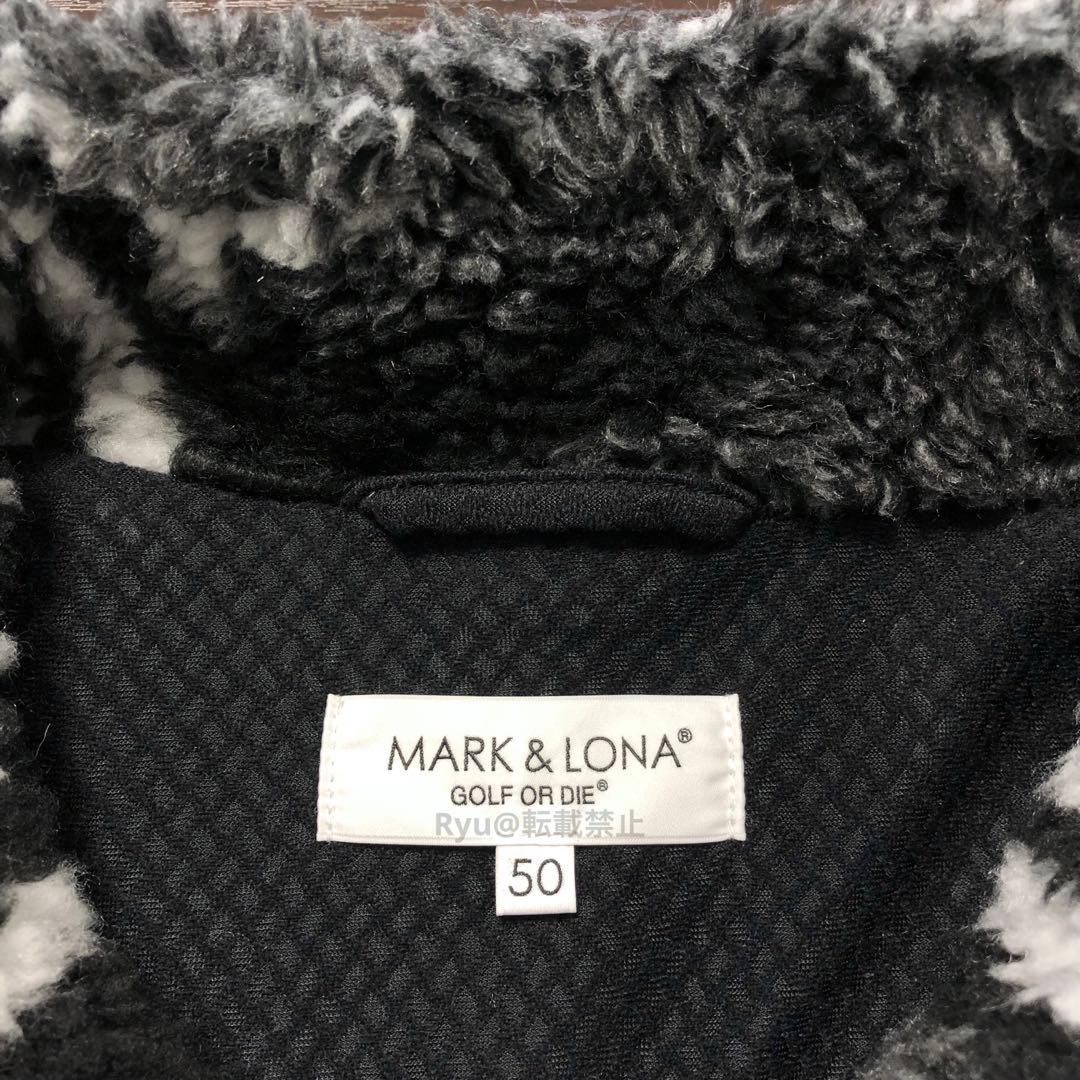 MARK & LONA®
GOLF OR DIE®
Ryu@転載禁止
50